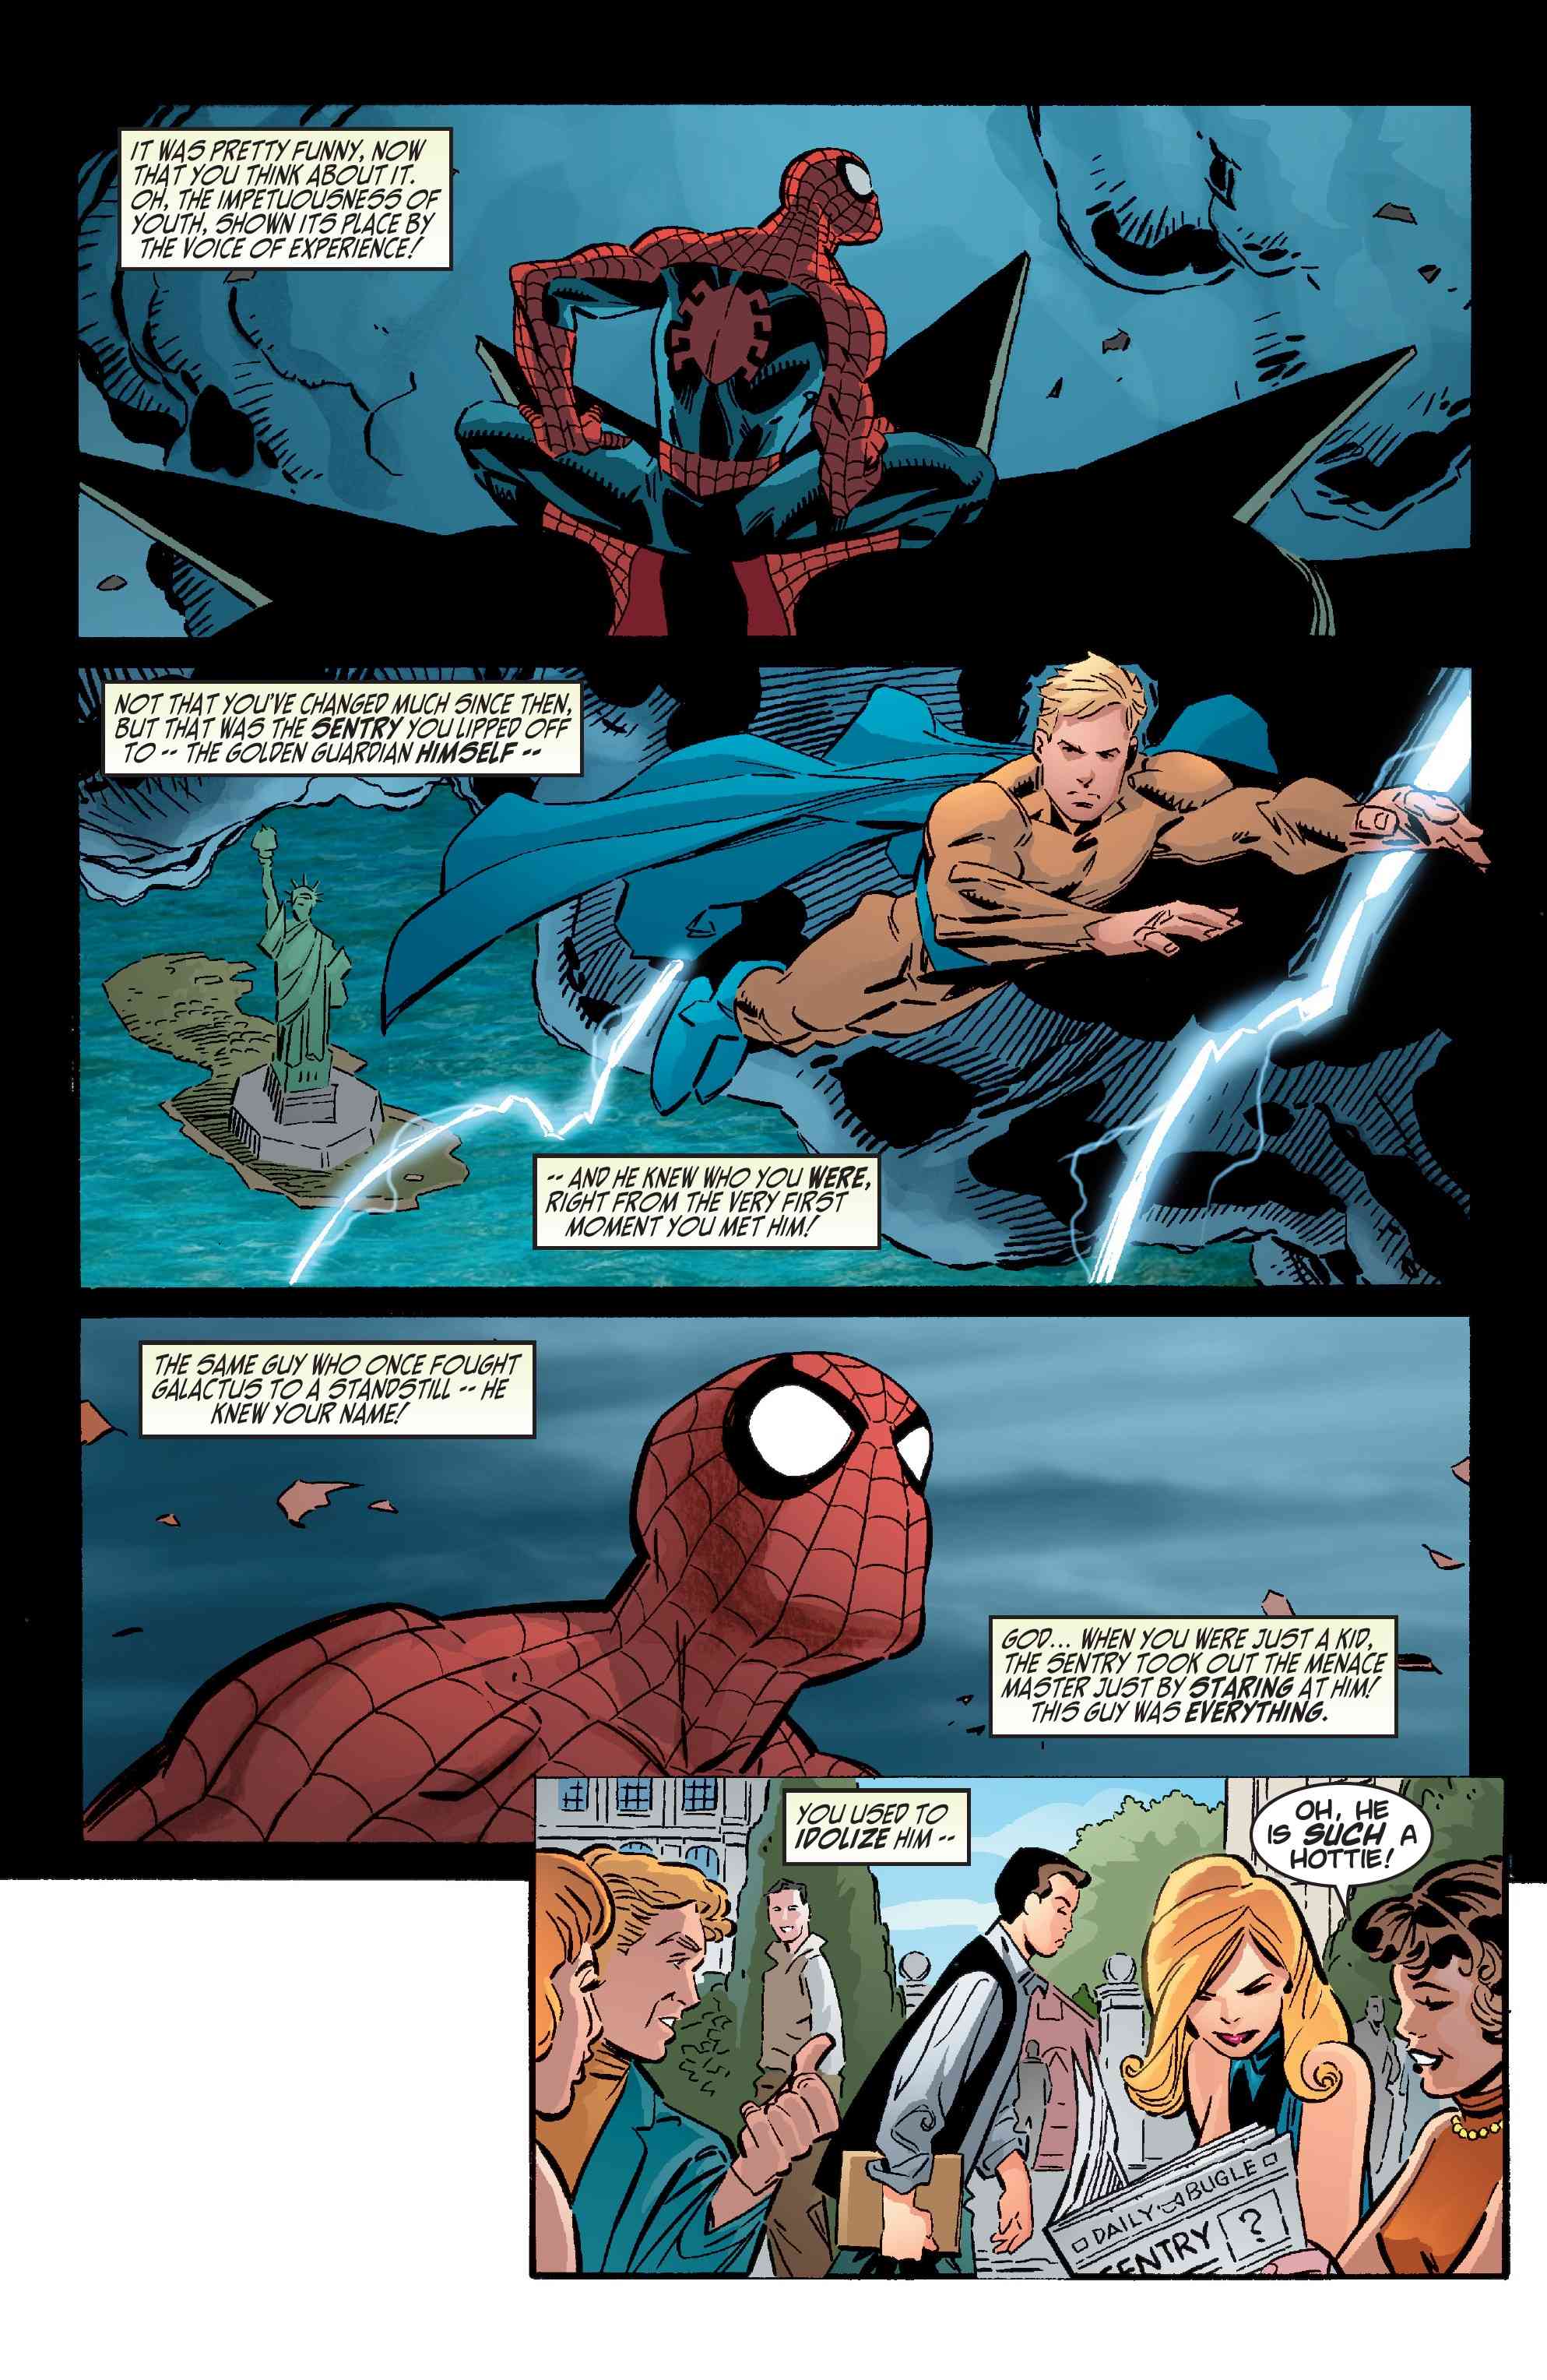 IT WAS PRETTY FUNNY, NOW
THAT YOU THINK ABOUT IT.
OH, THE IMPETUOUSNESS OF
YOUTH, SHOWN ITS PLACE BY
THE VOICE OF EXPERIENCE!
NOT THAT YOU'VE CHANGED MUCH SINCE THEN,
BUT THAT WAS THE SENTRY YOU LIPPED OFF
TO -- THE GOLDEN GUARDIAN HIMSELF --
-- AND HE KNEW WHO YOU WERE,
RIGHT FROM THE VERY FIRST
MOMENT YOU MET HIM!
THE SAME GUY WHO ONCE FOUGHT
GALACTUS TO A STANDSTILL -- HE
KNEW YOUR NAME!
GOD... WHEN YOU WERE JUST A KID,
THE SENTRY TOOK OUT THE MENACE
MASTER JUST BY STARING AT HIM!
THIS GUY WAS EVERYTHING.
YOU USED TO
IDOLIZE HIM --
OH, HE
IS SUCH A
HOTTIE!
DAILY BUGLE
SENTRY ?